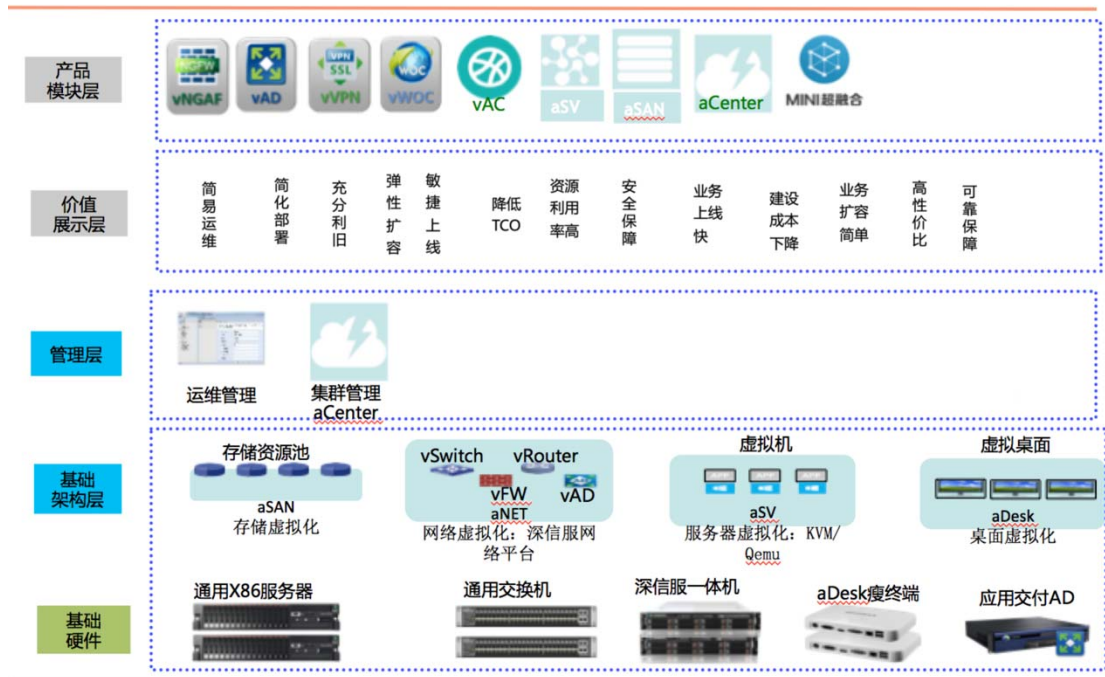 产品
模块层
NGFW
vNGAF
vAD
VPN
SSL
vVPN
WOC
vWOC
vAC
aSV
aSAN
aCenter
MINI超融合
价值
展示层
简易运维
简化部署
充分利旧
弹性扩容
敏捷上线
降低
TCO
资源
利用
率高
安全保障
业务
上线
快
建设
成本
下降
业务
扩容
简单
高性价比
可靠保障
管理层
运维管理
集群管理
aCenter
基础
架构层
存储资源池
aSAN
存储虚拟化
vSwitch
vRouter
vFW
vAD
aNET
网络虚拟化：深信服网
络平台
虚拟机
APP
APP
APP
aSV
服务器虚拟化：KVM/
Qemu
虚拟桌面
aDesk
桌面虚拟化
基础
硬件
通用X86服务器
通用交换机
深信服一体机
aDesk瘦终端
应用交付AD